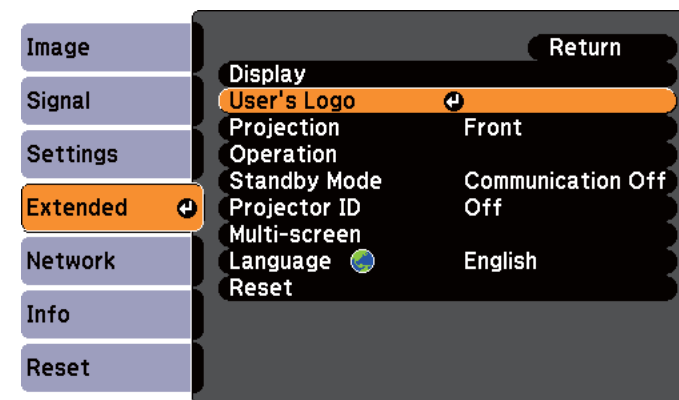 Image
Signal
Settings
Extended
Network
Info
Reset
Return
Display
User's Logo
Projection Front
Operation
Standby Mode Communication Off
Projector ID Off
Multi-screen
Language English
Reset